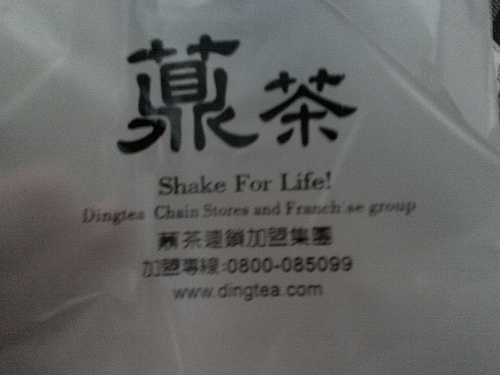 薡茶
Shake For Life!
Dingtea Chain Stores and Franchise group
薡茶連鎖加盟集團
加盟專線:0800-085099
www.dingtea.com